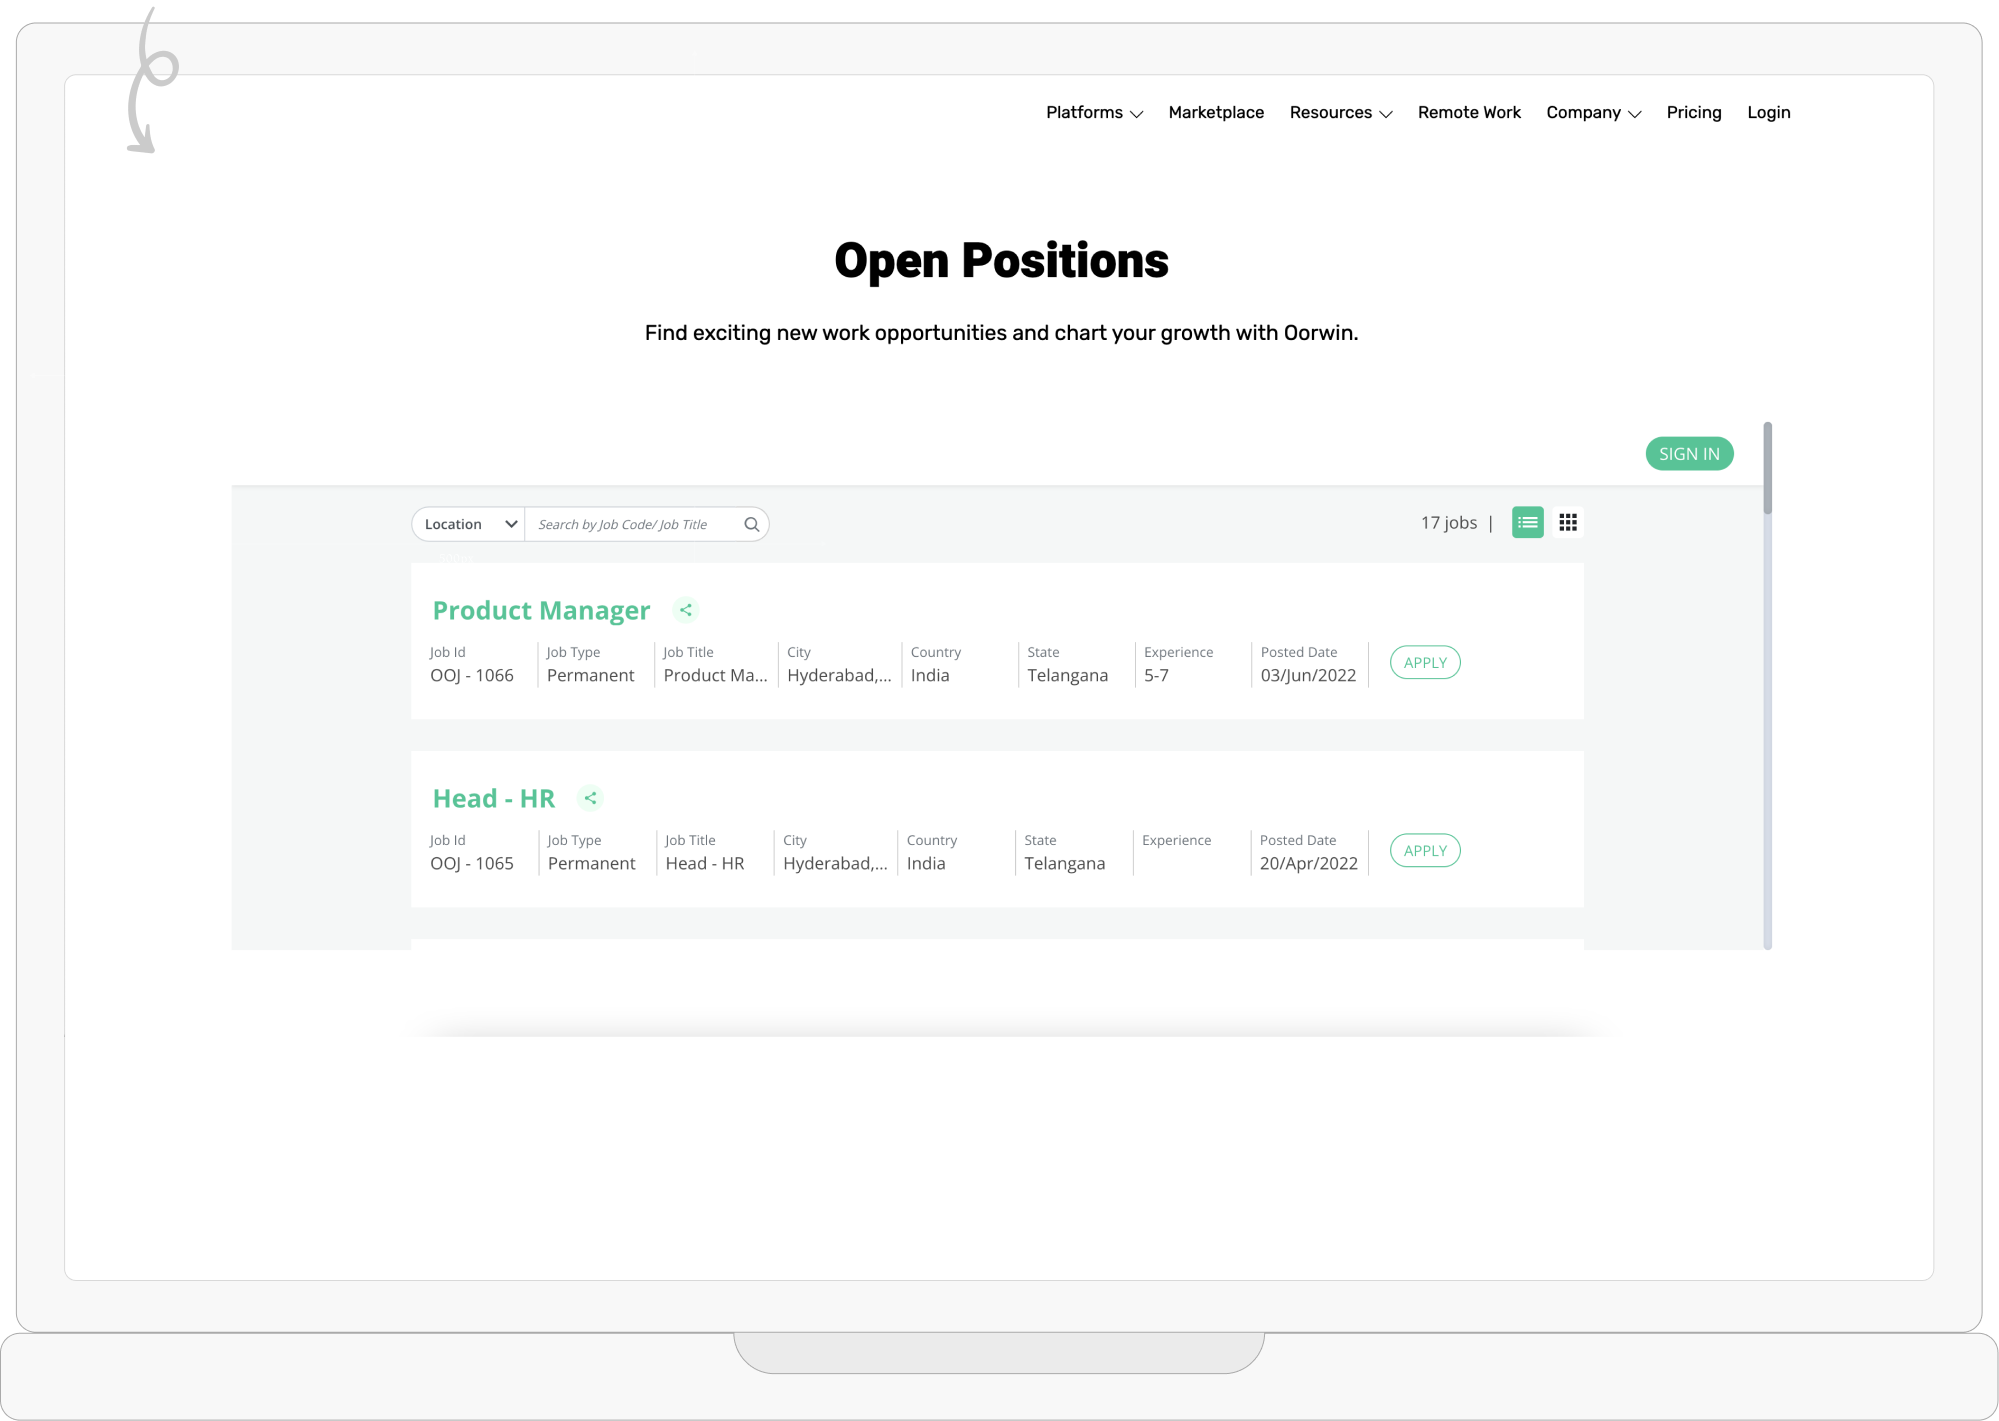 Platforms Marketplace Resources Remote Work Company Pricing Login
Open Positions
Find exciting new work opportunities and chart your growth with Oorwin.
SIGN IN
Location Search by Job Code/ Job Title 17 jobs |
Product Manager
Job Id Job Type Job Title City Country State Experience Posted Date
OOJ - 1066 Permanent Product Ma... Hyderabad,... India Telangana 5-7 03/Jun/2022 APPLY
Head - HR
Job Id Job Type Job Title City Country State Experience Posted Date
OOJ - 1065 Permanent Head - HR Hyderabad,... India Telangana 20/Apr/2022 APPLY